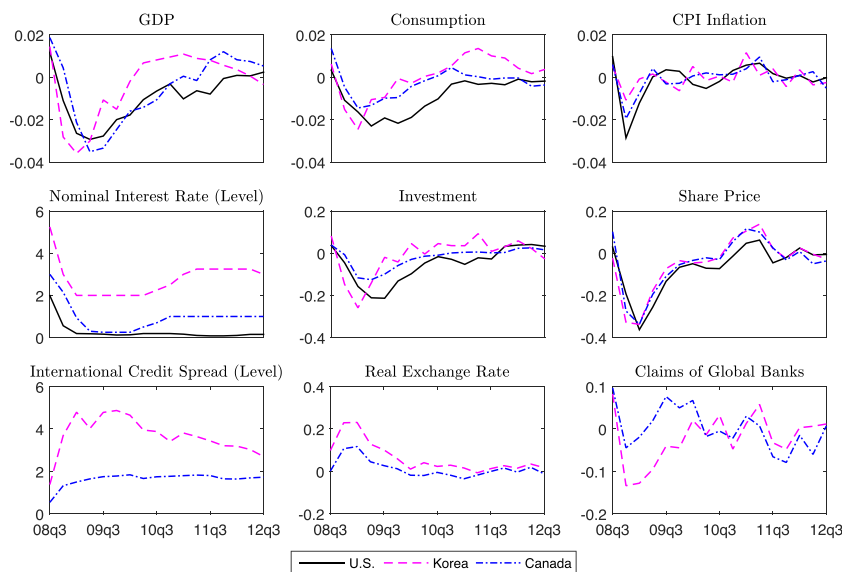 GDP Consumption CPI Inflation
0.02 0.02 0.02
0 0 0
-0.02 -0.02 -0.02
-0.04 -0.04 -0.04
Nominal Interest Rate (Level) Investment Share Price
6 0.2 0.2
4 0 0
2 -0.2 -0.2
0 -0.4 -0.4
International Credit Spread (Level) Real Exchange Rate Claims of Global Banks
6 0.4 0.1
4 0.2 0
2 0 -0.1
0 -0.2 -0.2
08q3 09q3 10q3 11q3 12q3 08q3 09q3 10q3 11q3 12q3 08q3 09q3 10q3 11q3 12q3
U.S. Korea Canada